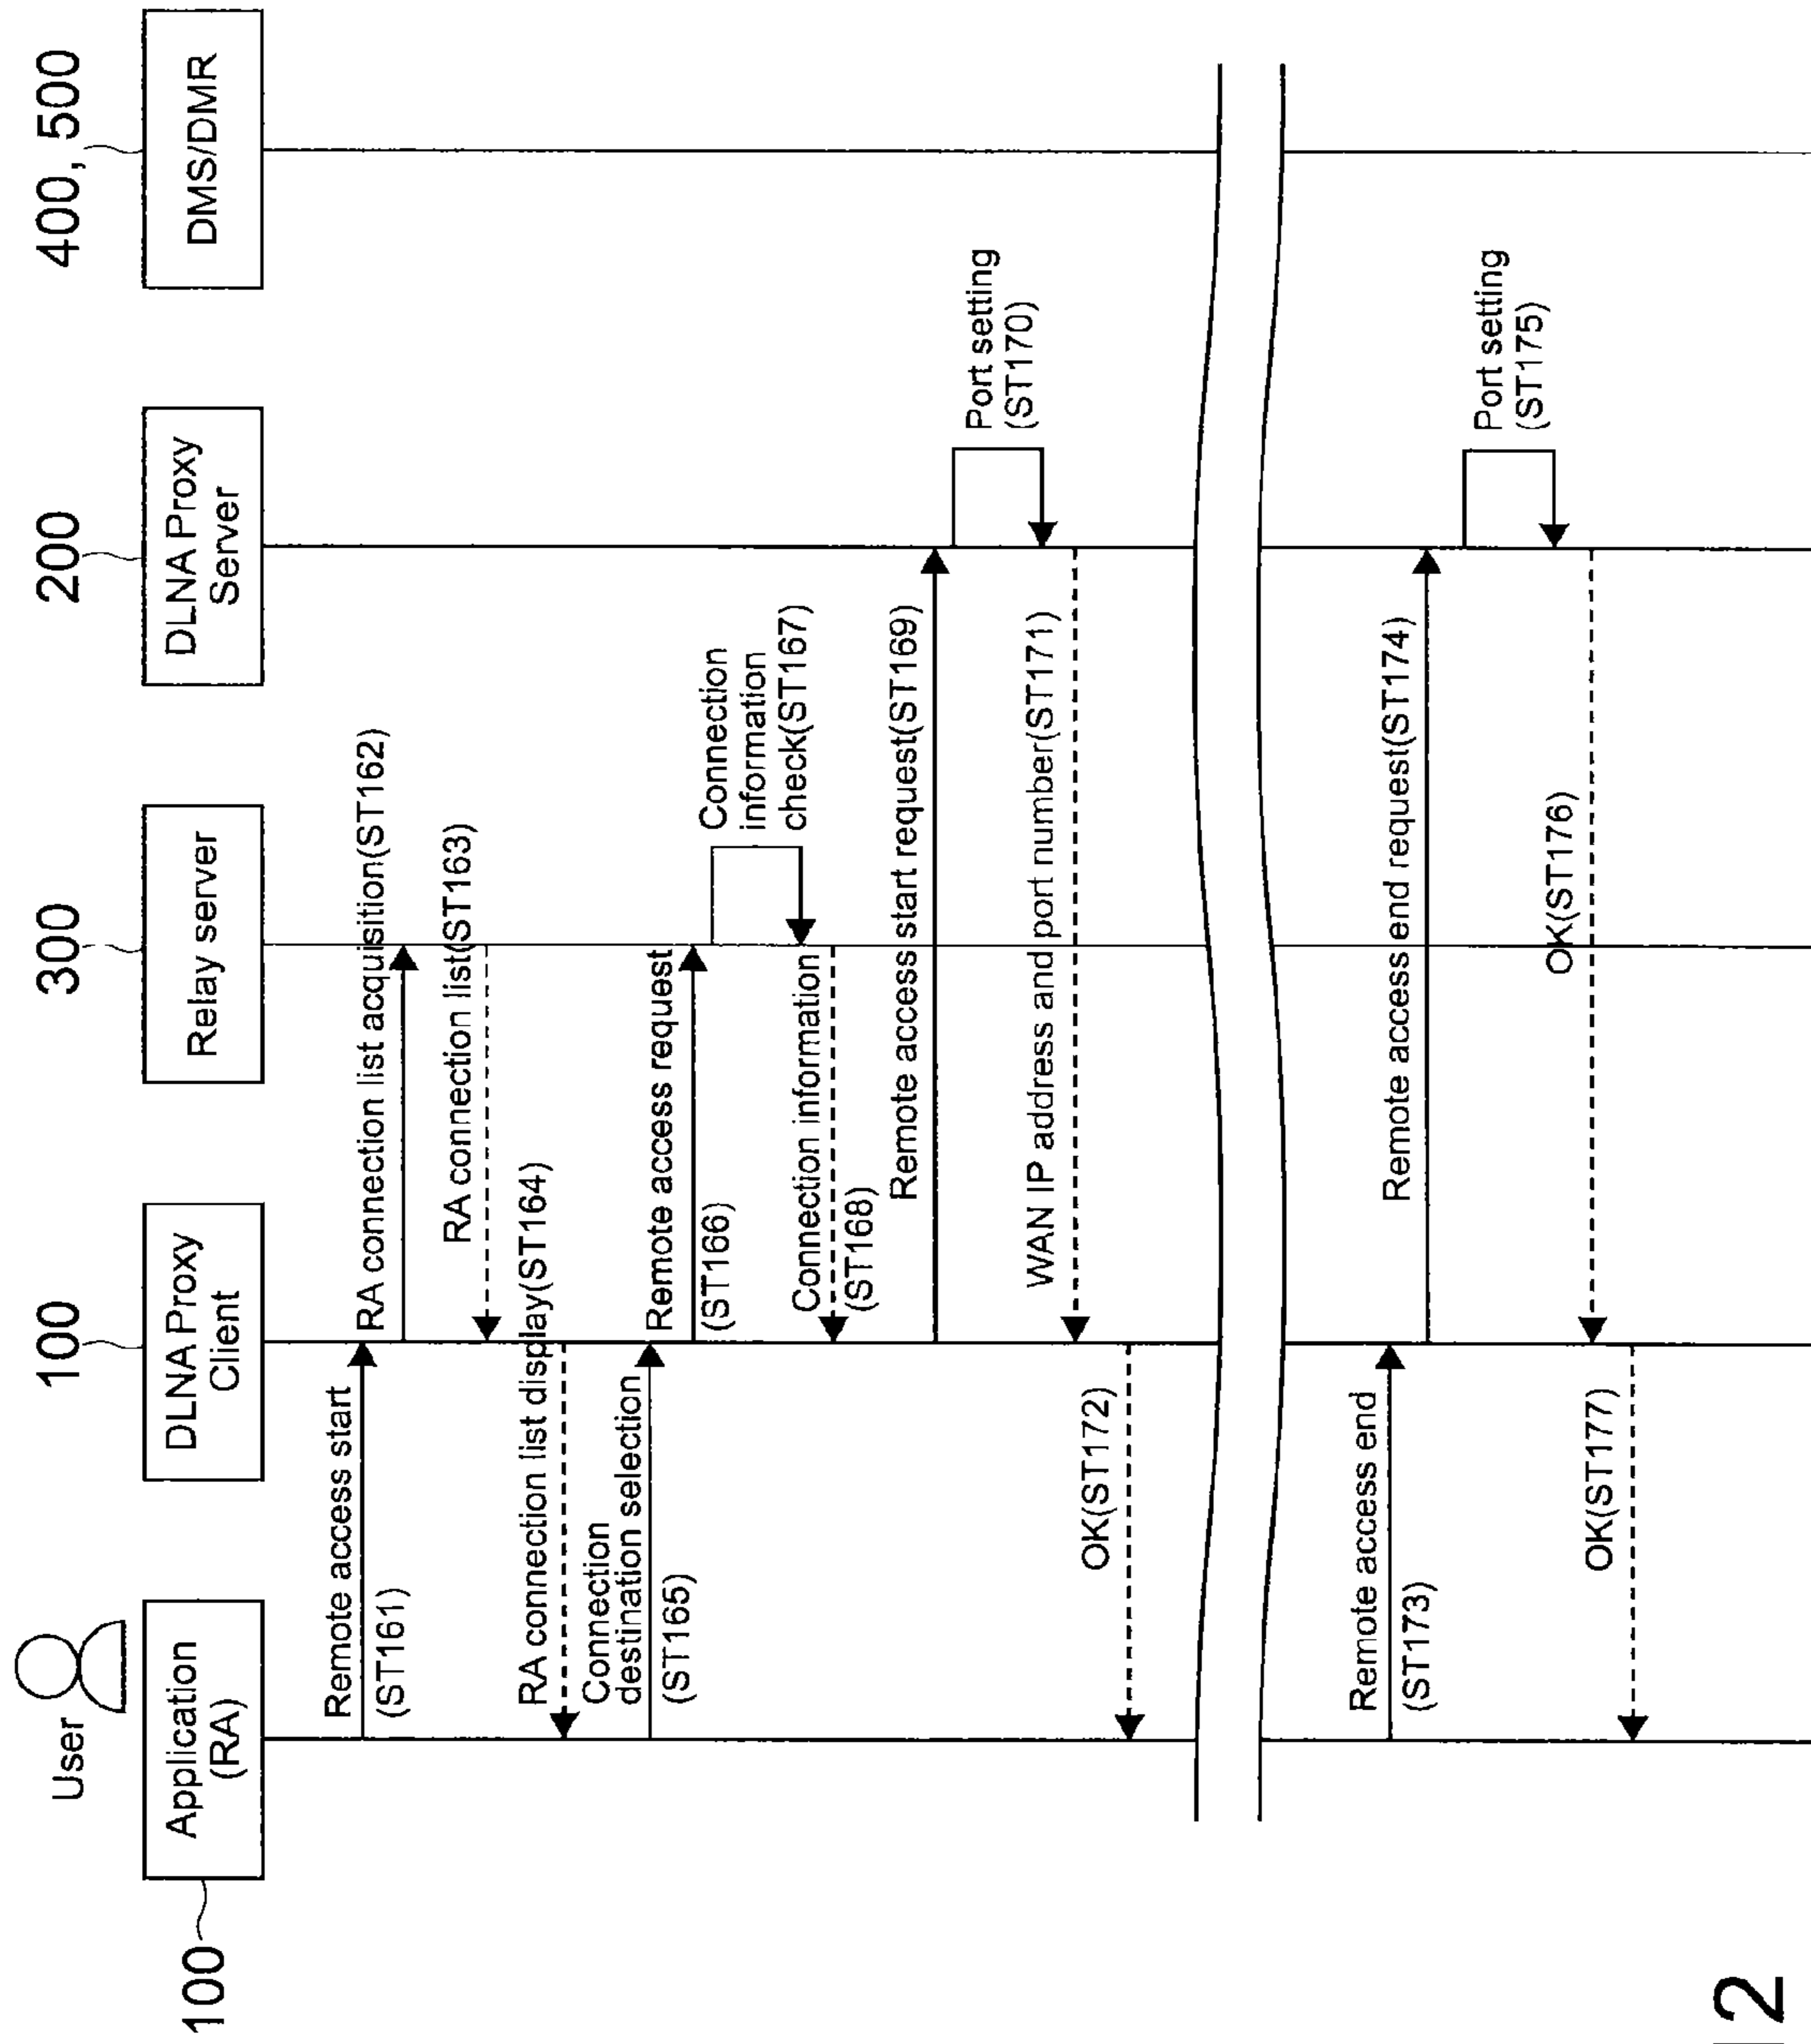 User
100
Application
(RA)
100
DLNA Proxy
Client
300
Relay server
200
DLNA Proxy
Server
400, 500
DMS/DMR
Remote access start
(ST161)
RA connection list acquisition(ST162)
RA connection list(ST163)
RA connection list display(ST164)
Connection
destination selection
(ST165)
Remote access request
(ST166)
Connection
information
check(ST167)
Connection information
(ST168)
Remote access start request(ST169)
Port setting
(ST170)
WAN IP address and port number(ST171)
OK(ST172)
Remote access end
(ST173)
Remote access end request(ST174)
Port setting
(ST175)
OK(ST176)
OK(ST177)
2